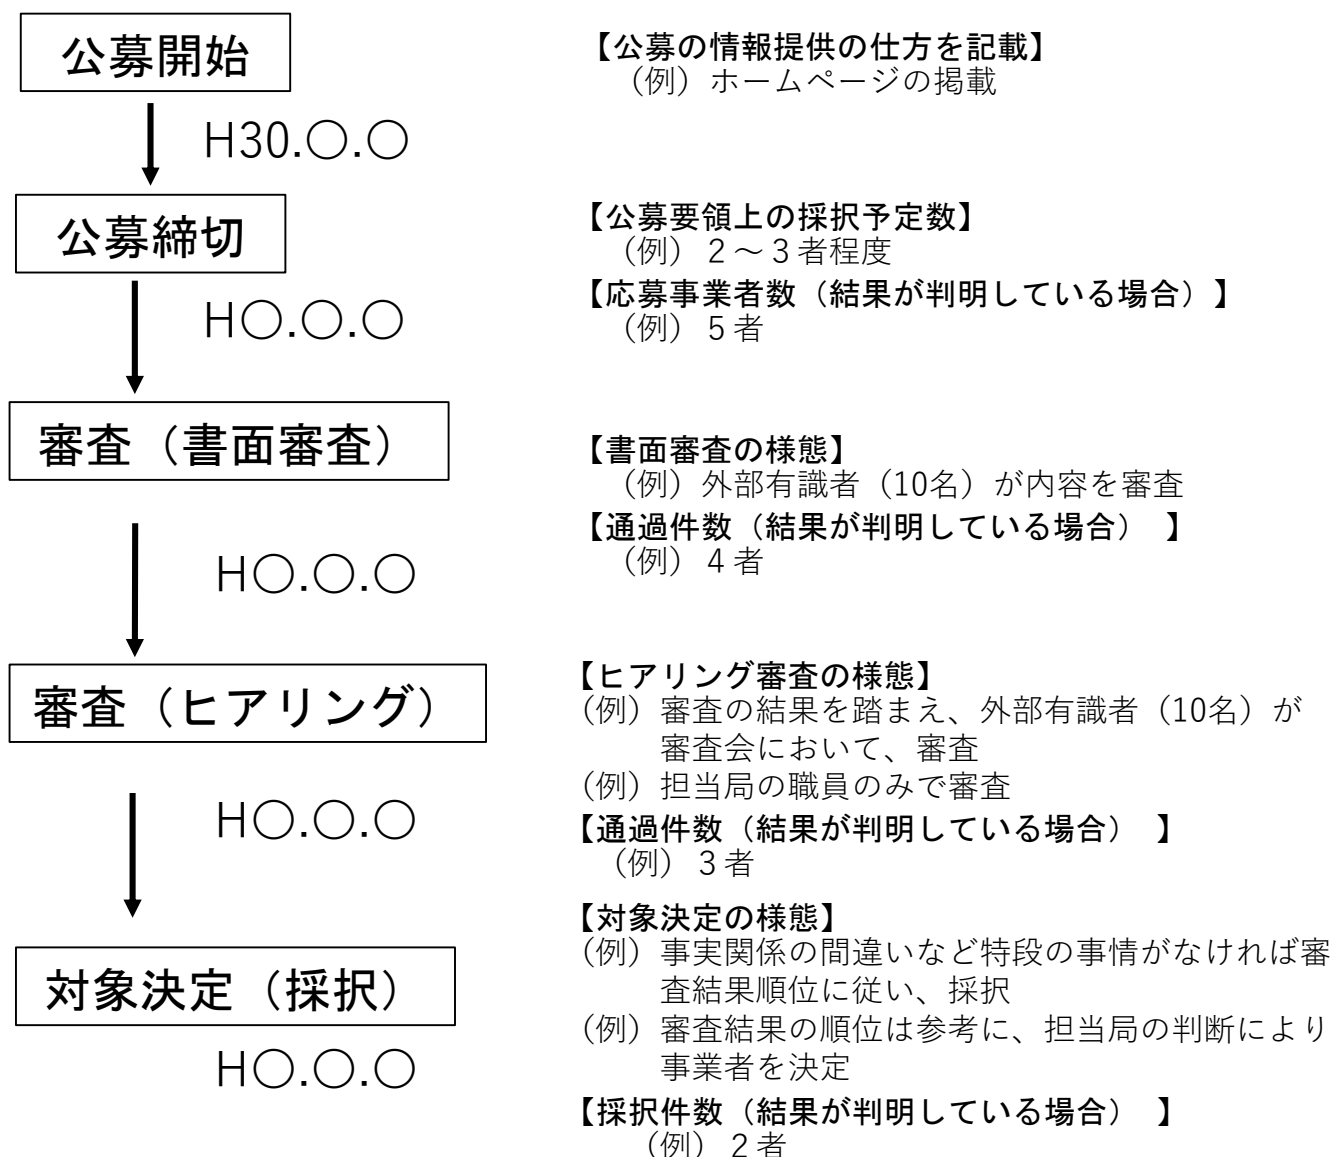 公募開始
【公募の情報提供の仕方を記載】
（例）ホームページの掲載
H30.○.○
公募締切
【公募要領上の採択予定数】
（例）２～３者程度
【応募事業者数（結果が判明している場合）】
（例）５者
H○.○.○
審査（書面審査）
【書面審査の様態】
（例）外部有識者（10名）が内容を審査
【通過件数（結果が判明している場合） 】
（例）４者
H○.○.○
審査（ヒアリング）
【ヒアリング審査の様態】
（例）審査の結果を踏まえ、外部有識者（10名）が
審査会において、審査
（例）担当局の職員のみで審査
【通過件数（結果が判明している場合） 】
（例）３者
H○.○.○
対象決定（採択）
【対象決定の様態】
（例）事実関係の間違いなど特段の事情がなければ審
査結果順位に従い、採択
（例）審査結果の順位は参考に、担当局の判断により
事業者を決定
【採択件数（結果が判明している場合） 】
（例）２者
H○.○.○